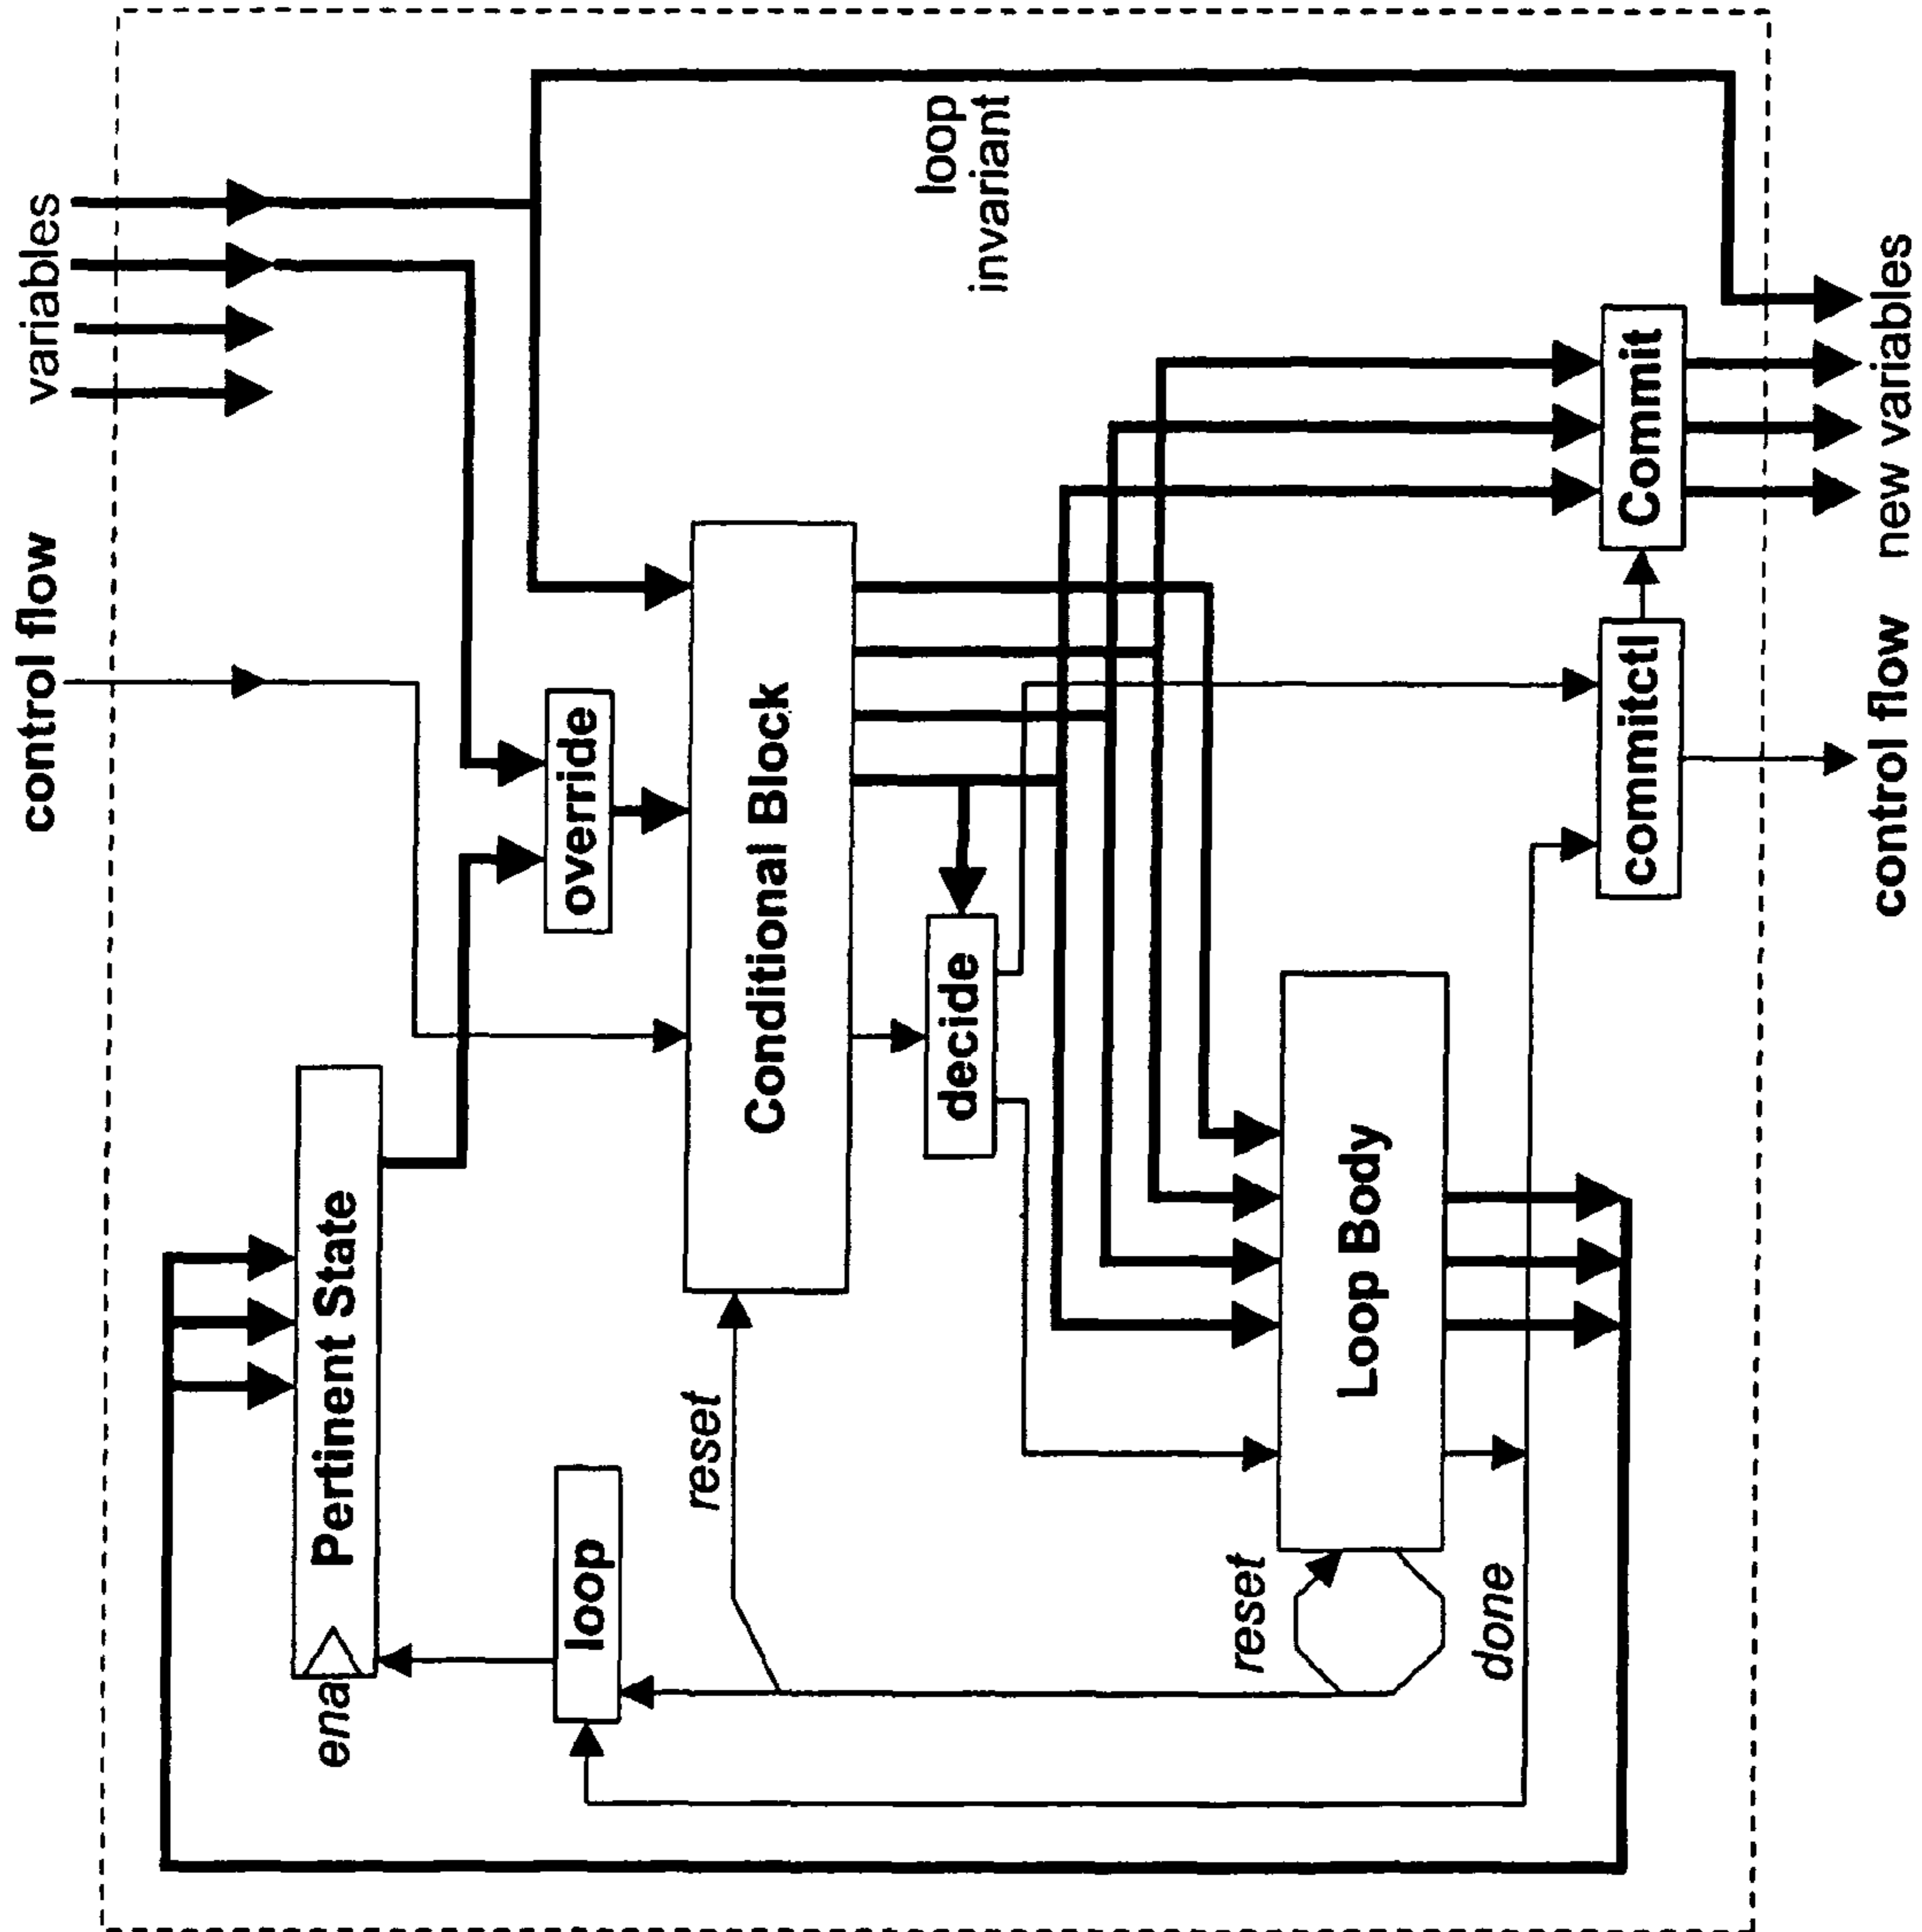 control flow
variables
ena
Pertinent State
loop
override
reset
Conditional Block
decide
loop
invariant
reset
Loop Body
done
commitctl
Commit
control flow
new variables